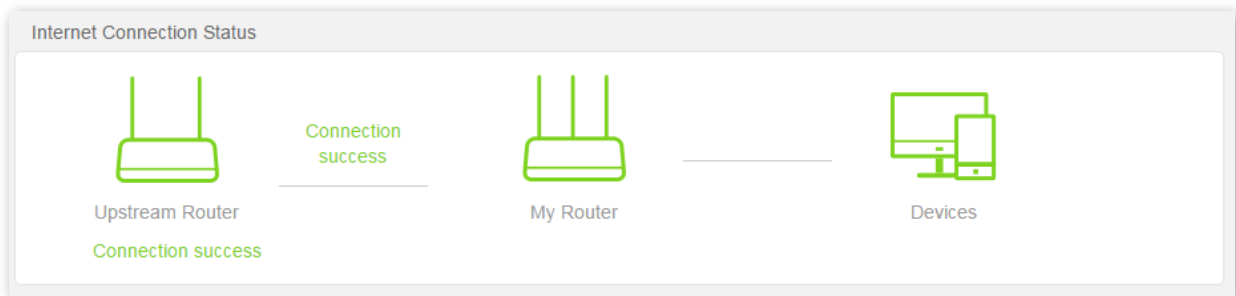 Internet Connection Status
Connection
success
Upstream Router
My Router
Devices
Connection success